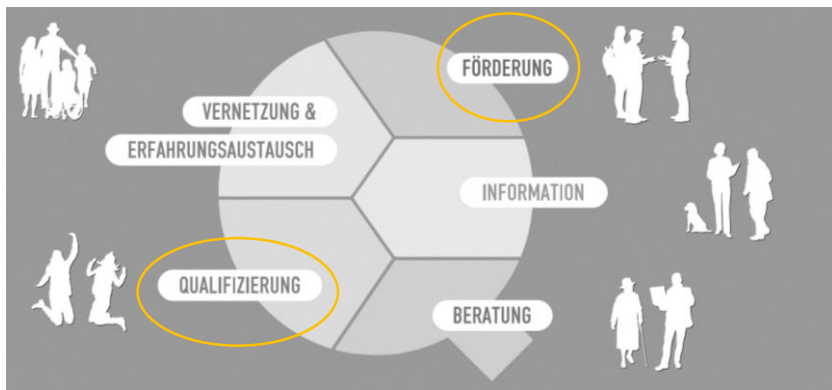 FÖRDERUNG
VERNETZUNG &
ERFAHRUNGSAUSTAUSCH
INFORMATION
QUALIFIZIERUNG
BERATUNG